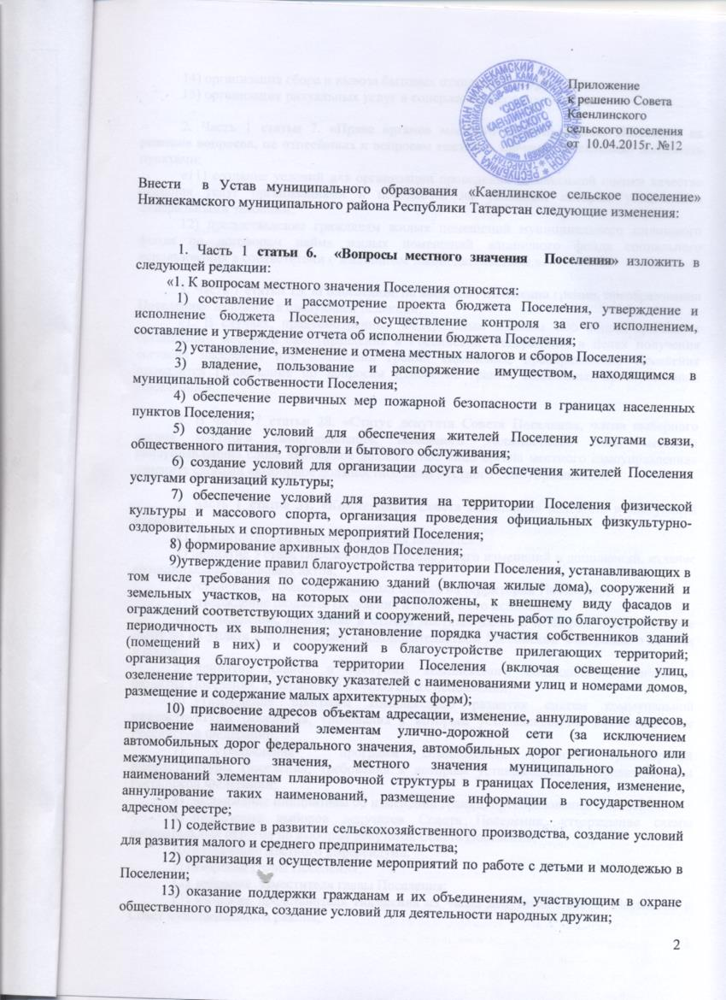 Приложение
к решению Совета
Каенлинского
сельского поселения
от 10.04.2015г. №12
СОВЕТ
КАЕНЛИНСКОГО
СЕЛЬСКОГО
ПОСЕЛЕНИЯ
Внести в Устав муниципального образования «Каенлинское сельское поселение»
Нижнекамского муниципального района Республики Татарстан следующие изменения:
1. Часть 1 статьи 6. «Вопросы местного значения Поселения» изложить в
следующей редакции:
«1. К вопросам местного значения Поселения относятся:
1) составление и рассмотрение проекта бюджета Поселения, утверждение и
исполнение бюджета Поселения, осуществление контроля за его исполнением,
составление и утверждение отчета об исполнении бюджета Поселения;
2) установление, изменение и отмена местных налогов и сборов Поселения;
3) владение, пользование и распоряжение имуществом, находящимся в
муниципальной собственности Поселения;
4) обеспечение первичных мер пожарной безопасности в границах населенных
пунктов Поселения;
5) создание условий для обеспечения жителей Поселения услугами связи,
общественного питания, торговли и бытового обслуживания;
6) создание условий для организации досуга и обеспечения жителей Поселения
услугами организаций культуры;
7) обеспечение условий для развития на территории Поселения физической
культуры и массового спорта, организация проведения официальных физкультурно-
оздоровительных и спортивных мероприятий Поселения;
8) формирование архивных фондов Поселения;
9)утверждение правил благоустройства территории Поселения, устанавливающих в
том числе требования по содержанию зданий (включая жилые дома), сооружений и
земельных участков, на которых они расположены, к внешнему виду фасадов и
ограждений соответствующих зданий и сооружений, перечень работ по благоустройству и
периодичность их выполнения; установление порядка участия собственников зданий
(помещений в них) и сооружений в благоустройстве прилегающих территорий;
организация благоустройства территории Поселения (включая освещение улиц,
озеленение территории, установку указателей с наименованиями улиц и номерами домов,
размещение и содержание малых архитектурных форм);
10) присвоение адресов объектам адресации, изменение, аннулирование адресов,
присвоение наименований элементам улично-дорожной сети (за исключением
автомобильных дорог федерального значения, автомобильных дорог регионального или
межмуниципального значения, местного значения муниципального района),
наименований элементам планировочной структуры в границах Поселения, изменение,
аннулирование таких наименований, размещение информации в государственном
адресном реестре;
11) содействие в развитии сельскохозяйственного производства, создание условий
для развития малого и среднего предпринимательства;
12) организация и осуществление мероприятий по работе с детьми и молодежью в
Поселении;
13) оказание поддержки гражданам и их объединениям, участвующим в охране
общественного порядка, создание условий для деятельности народных дружин;
2